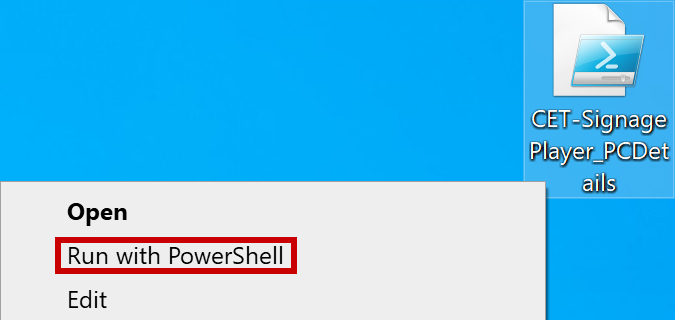 CET-Signage
Player_PCDet
ails
Open
Run with PowerShell
Edit